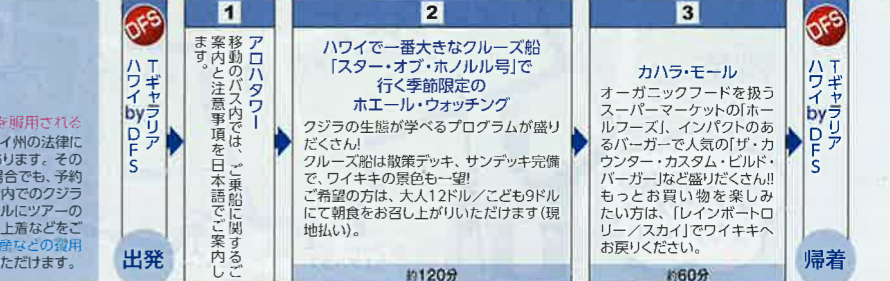 を服用される
イ州の法律に
あります。その
場合でも、予約
内でのクジラ
ルにツアーの
上着などをご
産などの費用
ただけます。
DFS
Tギャラリア
ハワイ by DFS
出発
1
アロハタワー
移動のバス内では、ご乗船に関するご
案内と注意事項を日本語でご案内し
ます。
2
ハワイで一番大きなクルーズ船
「スター・オブ・ホノルル号」で
行く季節限定の
ホエール・ウォッチング
クジラの生態が学べるプログラムが盛り
だくさん!
クルーズ船は散策デッキ、サンデッキ完備
で、ワイキキの景色も一望!
ご希望の方は、大人12ドル/こども9ドル
にて朝食をお召し上がりいただけます(現
地払い)。
約120分
3
カハラ・モール
オーガニックフードを扱う
スーパーマーケットの「ホー
ルフーズ」、インパクトのあ
るバーガーで人気の「ザ・カ
ウンター・カスタム・ビルド・
バーガー」など盛りだくさん!!
もっとお買い物を楽しみ
たい方は、「レインボートロ
リー/スカイ」でワイキキへ
お戻りください。
約60分
DFS
Tギャラリア
ハワイ by DFS
帰着